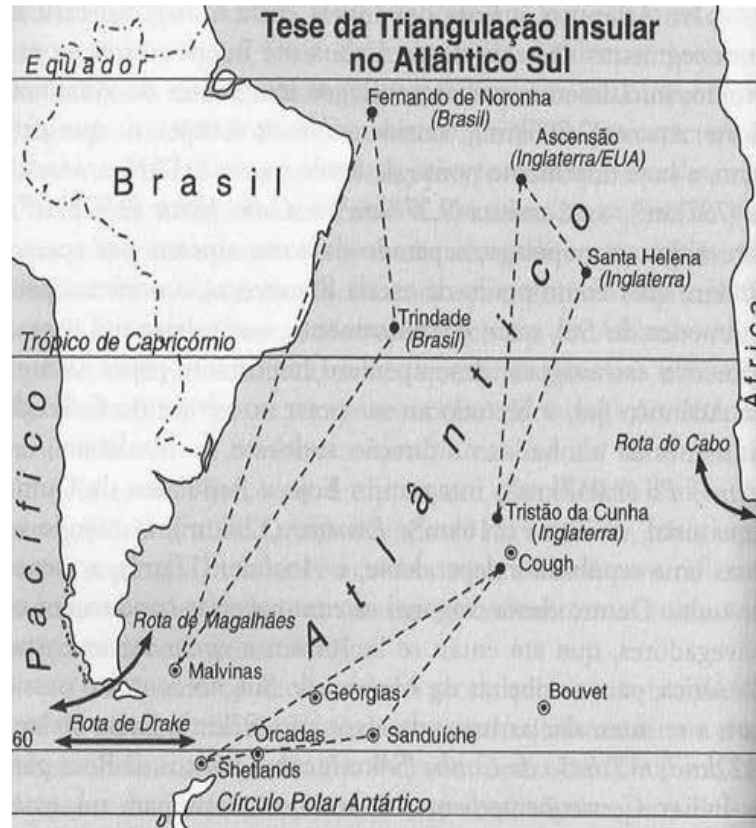 Tese da Triangulação Insular
no Atlântico Sul
Equador
Fernando de Noronha
(Brasil)
Ascensão
(Inglaterra/EUA)
Brasil
Santa Helena
(Inglaterra)
Trindade
(Brasil)
Trópico de Capricórnio
Africa
Pacífico
Atlântico
Rota do Cabo
Tristão da Cunha
(Inglaterra)
Cough
Rota de Magalhães
Malvinas
Geórgias
Bouvet
Rota de Drake
Orcadas
Sanduíche
60
Shetlands
Círculo Polar Antártico